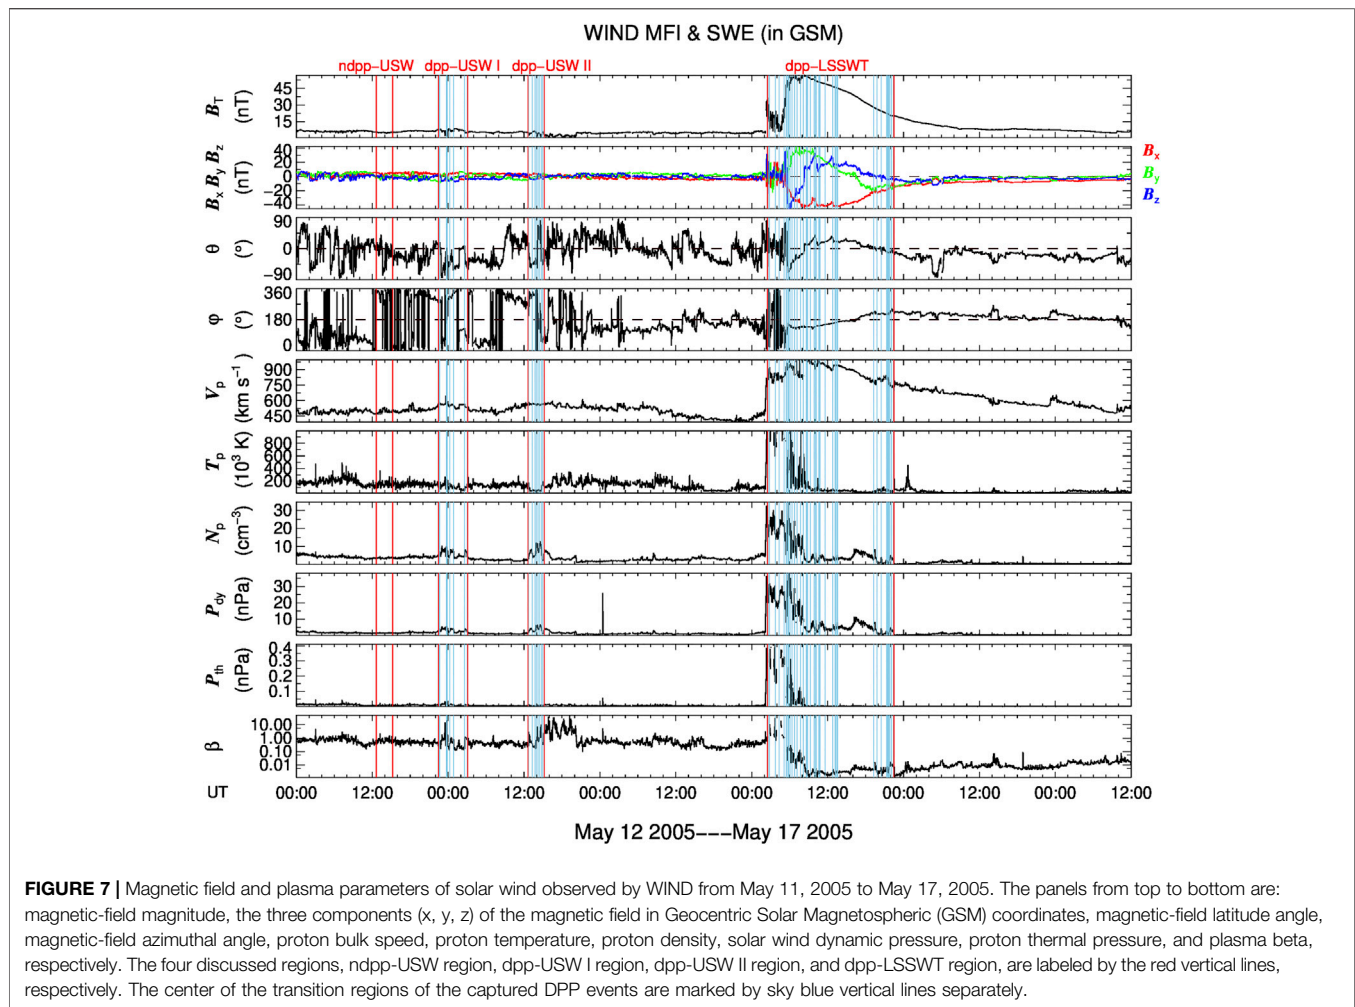 WIND MFI & SWE (in GSM)
ndpp−USW dpp−USW I dpp−USW II dpp−LSSWT
B_T (nT)
45
30
15
B_x B_y B_z (nT)
40
20
0
−20
−40
B_x
B_y
B_z
θ (°)
90
0
−90
φ (°)
360
180
0
V_p (km s⁻¹)
900
750
600
450
T_p (10³ K)
800
600
400
200
N_p (cm⁻³)
30
20
10
P_dy (nPa)
30
20
10
P_th (nPa)
0.4
0.3
0.2
0.1
β
10.00
1.00
0.10
0.01
UT 00:00 12:00 00:00 12:00 00:00 12:00 00:00 12:00 00:00 12:00 00:00 12:00
May 12 2005−−−May 17 2005
FIGURE 7 | Magnetic field and plasma parameters of solar wind observed by WIND from May 11, 2005 to May 17, 2005. The panels from top to bottom are:
magnetic-field magnitude, the three components (x, y, z) of the magnetic field in Geocentric Solar Magnetospheric (GSM) coordinates, magnetic-field latitude angle,
magnetic-field azimuthal angle, proton bulk speed, proton temperature, proton density, solar wind dynamic pressure, proton thermal pressure, and plasma beta,
respectively. The four discussed regions, ndpp-USW region, dpp-USW I region, dpp-USW II region, and dpp-LSSWT region, are labeled by the red vertical lines,
respectively. The center of the transition regions of the captured DPP events are marked by sky blue vertical lines separately.